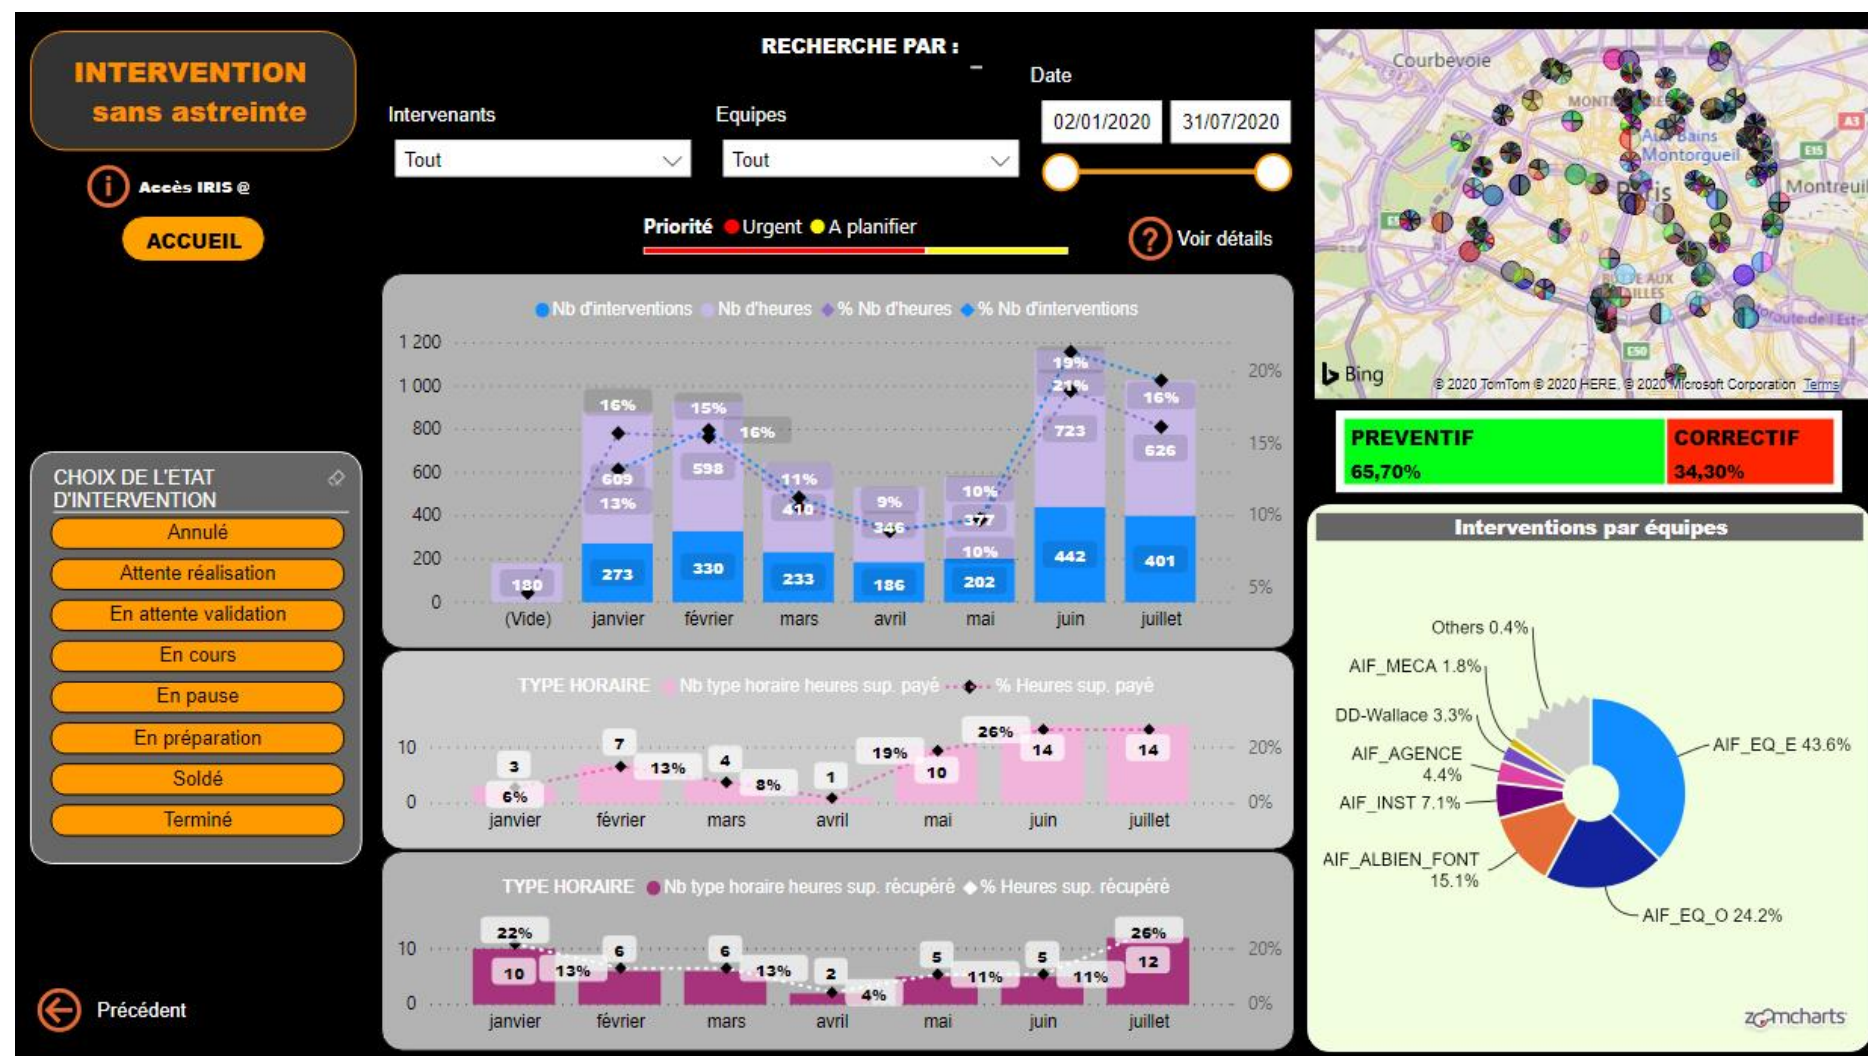 INTERVENTION
sans astreinte
Accès IRIS @
ACCUEIL
RECHERCHE PAR :
Intervenants
Tout
Equipes
Tout
Date
02/01/2020
31/07/2020
Priorité Urgent A planifier
? Voir détails
CHOIX DE L'ÉTAT
D'INTERVENTION
Annulé
Attente réalisation
En attente validation
En cours
En pause
En préparation
Soldé
Terminé
Précédent
Nb d'interventions Nb d'heures % Nb d'heures % Nb d'interventions
1 200
1 000
800
600
400
200
0
20%
15%
10%
5%
180
16%
609
13%
273
15%
16%
598
330
11%
410
233
9%
346
186
10%
377
10%
202
19%
21%
723
442
16%
626
401
(Vide) janvier février mars avril mai juin juillet
TYPE HORAIRE Nb type horaire heures sup. payé % Heures sup. payé
10
0
20%
0%
3
6%
7
13%
4
8%
1
19%
10
26%
14
14
janvier février mars avril mai juin juillet
TYPE HORAIRE Nb type horaire heures sup. récupéré % Heures sup. récupéré
10
0
20%
0%
22%
10
13%
6
6
13%
2
4%
5
11%
5
11%
26%
12
janvier février mars avril mai juin juillet
Courbevoie
A3
Montorgueil
E15
Montreuil
Paris
E50
Bing
© 2020 TomTom © 2020 HERE, © 2020 Microsoft Corporation Terms
PREVENTIF
65,70%
CORRECTIF
34,30%
Interventions par équipes
Others 0.4%
AIF_MECA 1.8%
DD-Wallace 3.3%
AIF_AGENCE
4.4%
AIF_INST 7.1%
AIF_ALBIEN_FONT
15.1%
AIF_EQ_E 43.6%
AIF_EQ_O 24.2%
zoomcharts